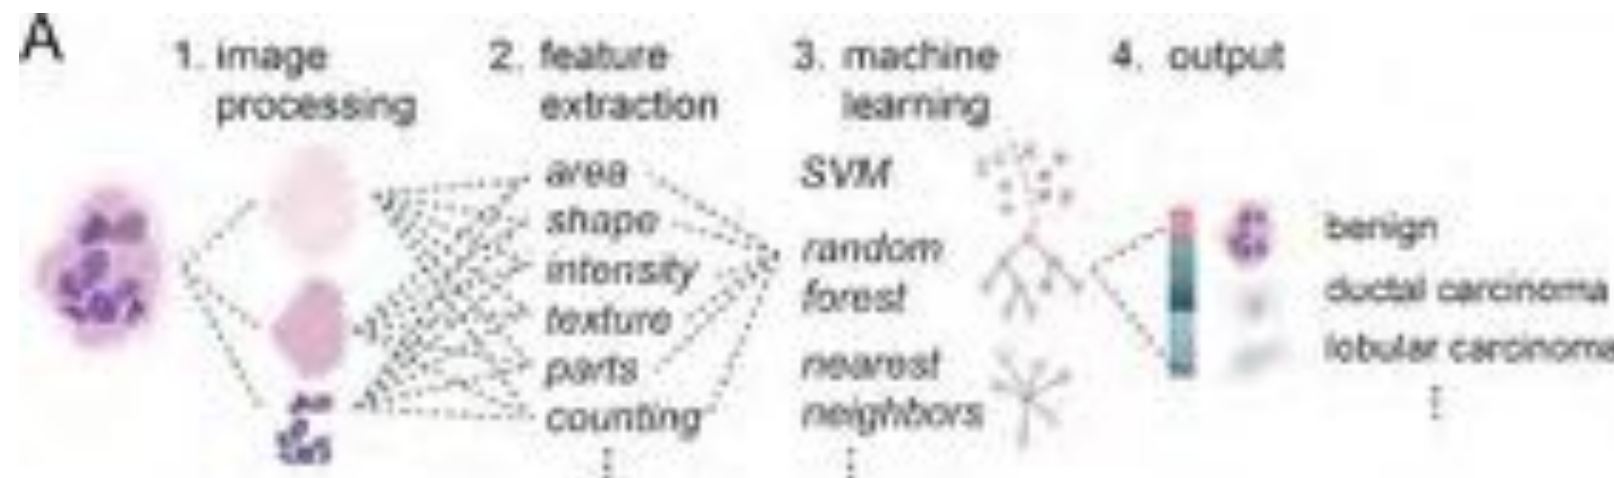 A
1. image
processing
2. feature
extraction
3. machine
learning
4. output
area
shape
intensity
texture
parts
counting
SVM
random
forest
nearest
neighbors
benign
ductal carcinoma
lobular carcinoma